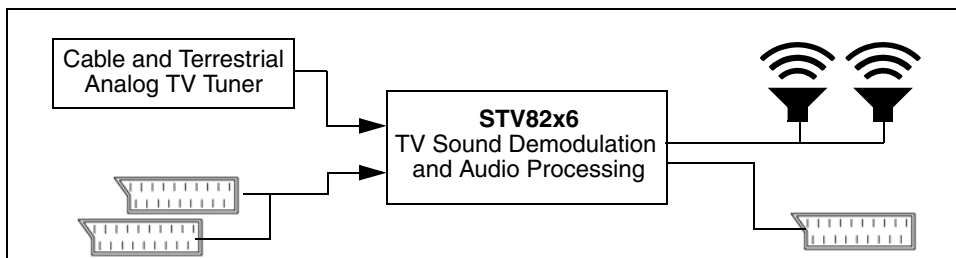 Cable and Terrestrial
Analog TV Tuner
STV82x6
TV Sound Demodulation
and Audio Processing